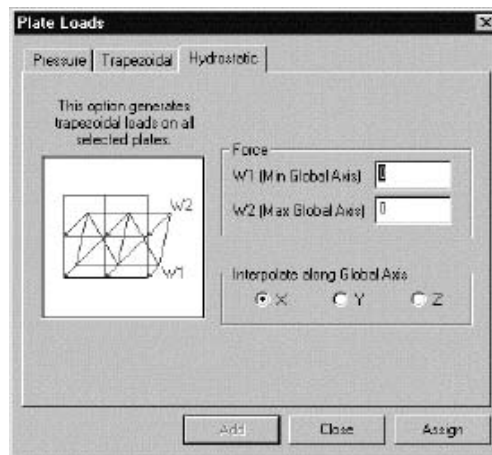 Plate Loads
Pressure Trapezoidal Hydrostatic
This option generates
trapezoidal loads on all
selected plates.
W2
W1
Force
W1 (Min Global Axis) 0
W2 (Max Global Axis) 0
Interpolate along Global Axis
X Y Z
Add Close Assign